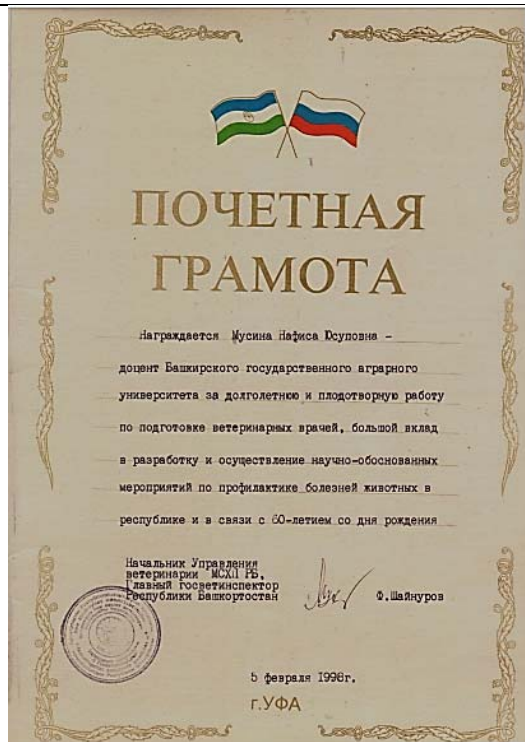 ПОЧЕТНАЯ
ГРАМОТА
Награждается Мусина Нафиса Юсуповна -
доцент Башкирского государственного аграрного
университета за долголетнюю и плодотворную работу
по подготовке ветеринарных врачей, большой вклад
в разработку и осуществление научно-обоснованных
мероприятий по профилактике болезней животных в
республике и в связи с 60-летием со дня рождения
Начальник Управления
ветеринарии МСХП РБ,
Главный госветинспектор
Республики Башкортостан Ф.Шайнуров
5 февраля 1998г.
г.УФА